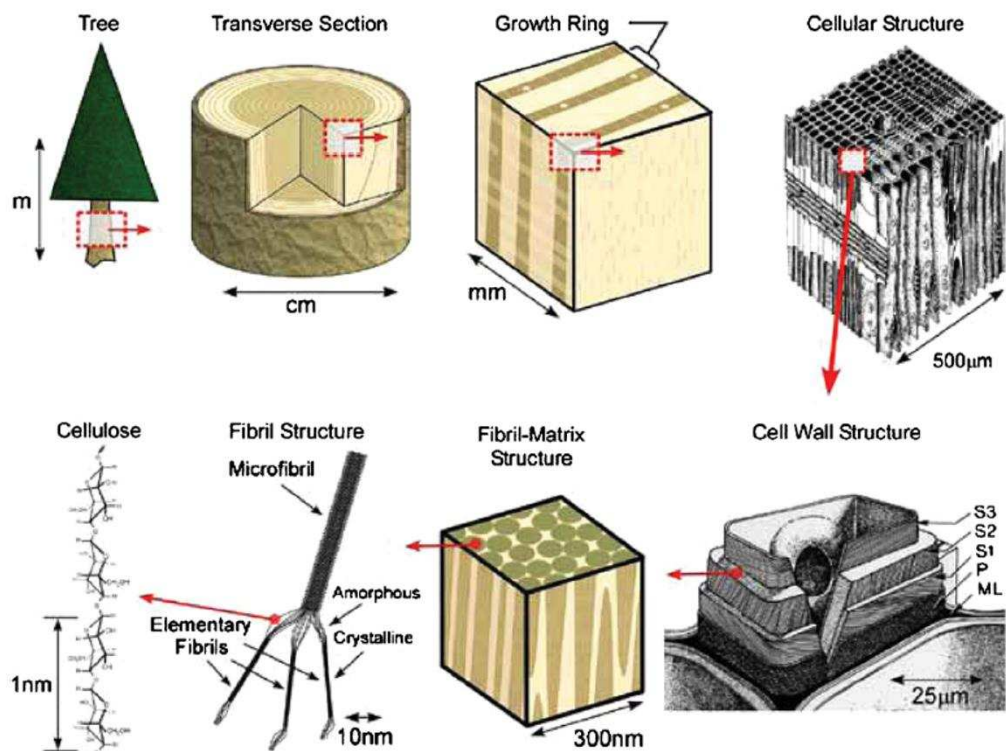 Tree
Transverse Section
Growth Ring
Cellular Structure
m
cm
mm
500μm
Cellulose
Fibril Structure
Fibril-Matrix
Structure
Cell Wall Structure
Microfibril
S3
S2
S1
P
ML
Amorphous
Elementary
Fibrils
Crystalline
1nm
10nm
300nm
25μm